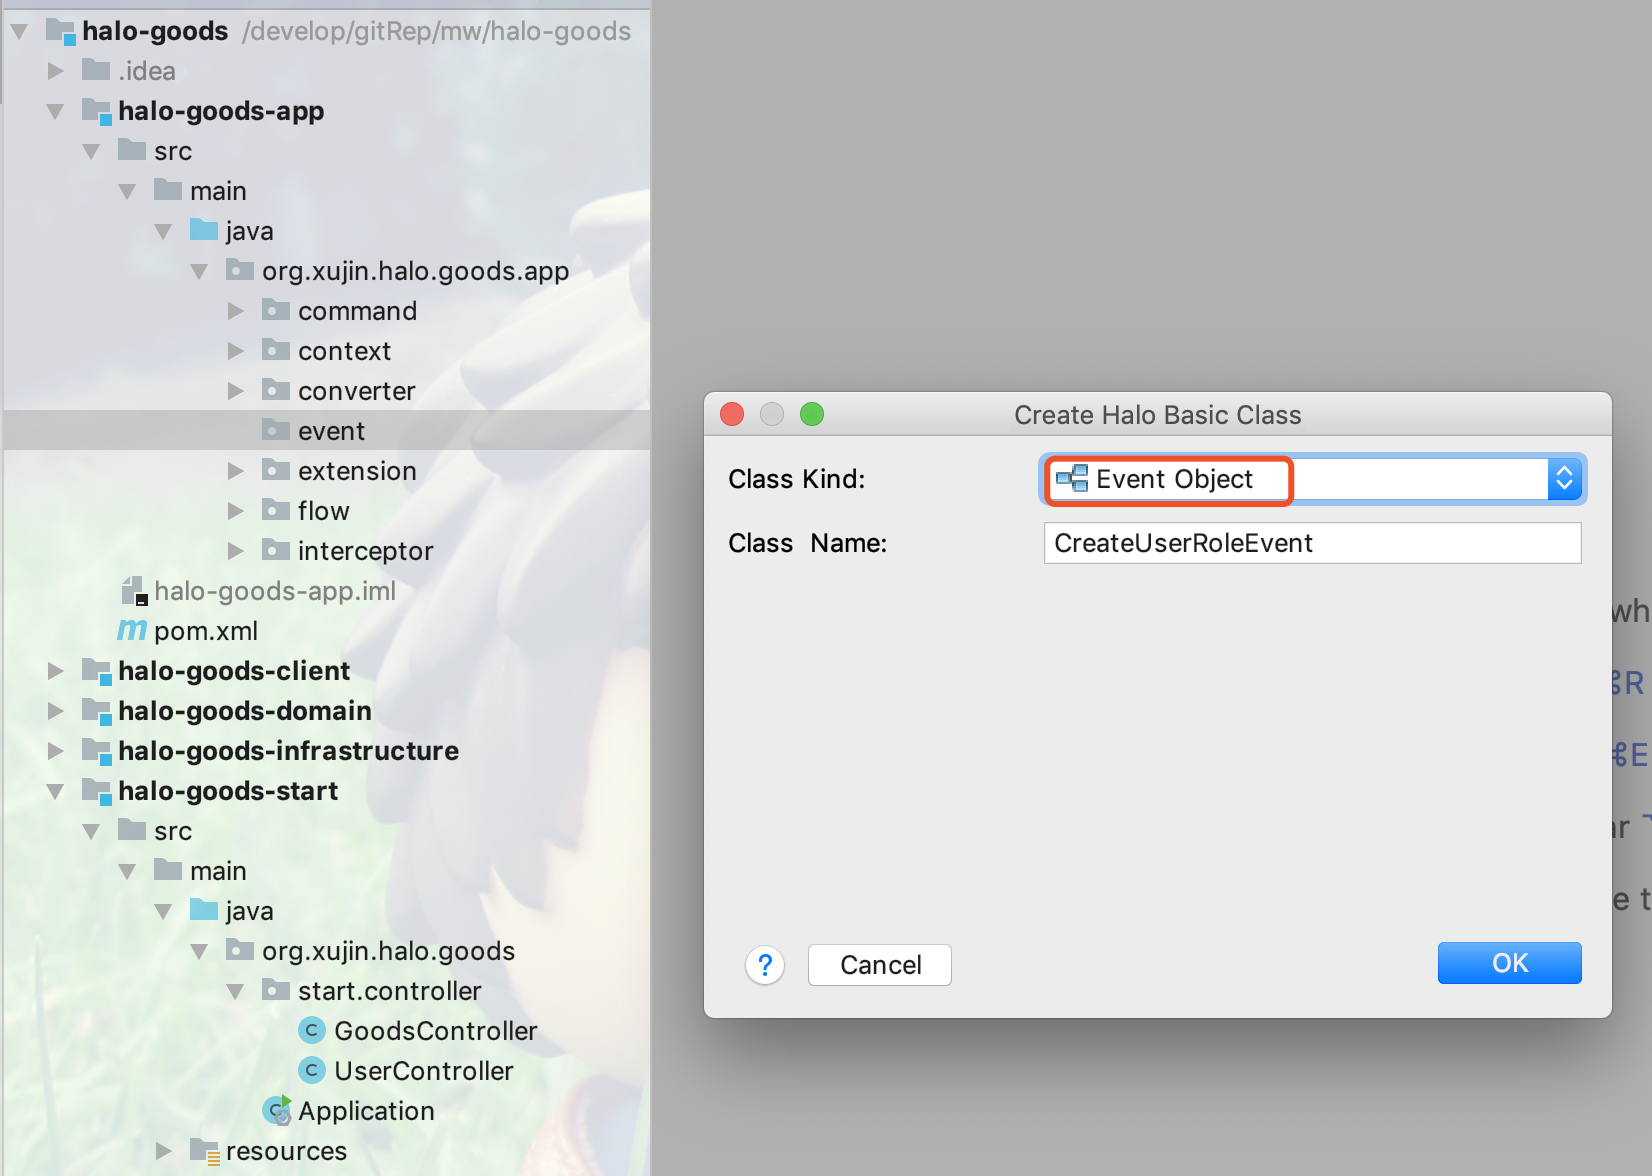 halo-goods /develop/gitRep/mw/halo-goods
.idea
halo-goods-app
src
main
java
org.xujin.halo.goods.app
command
context
converter
event
extension
flow
interceptor
halo-goods-app.iml
m pom.xml
halo-goods-client
halo-goods-domain
halo-goods-infrastructure
halo-goods-start
src
main
java
org.xujin.halo.goods
start.controller
C GoodsController
C UserController
C Application
resources
Create Halo Basic Class
Class Kind: Event Object
Class Name: CreateUserRoleEvent
? Cancel OK
wh
⌘R
⌘E
ar
e t